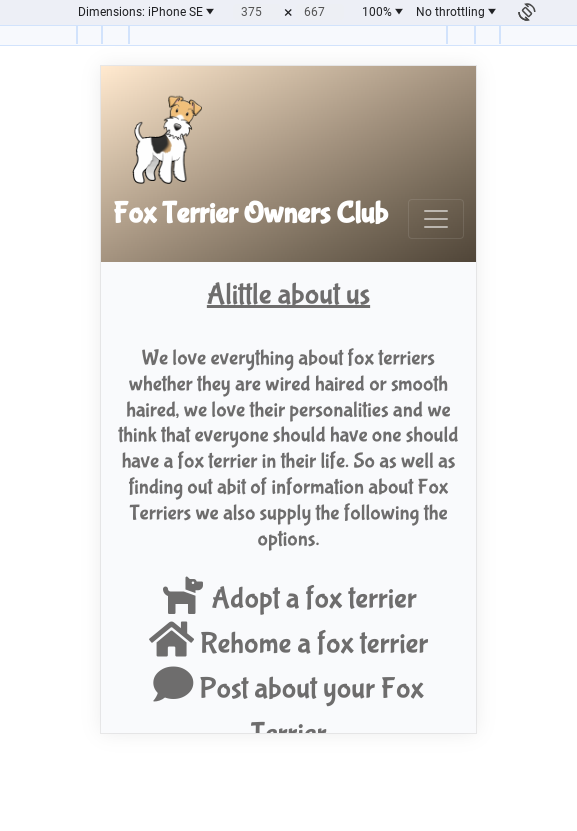 Dimensions: iPhone SE 375 × 667 100% No throttling
Fox Terrier Owners Club
Alittle about us
We love everything about fox terriers
whether they are wired haired or smooth
haired, we love their personalities and we
think that everyone should have one should
have a fox terrier in their life. So as well as
finding out abit of information about Fox
Terriers we also supply the following the
options.
Adopt a fox terrier
Rehome a fox terrier
Post about your Fox
Terrier